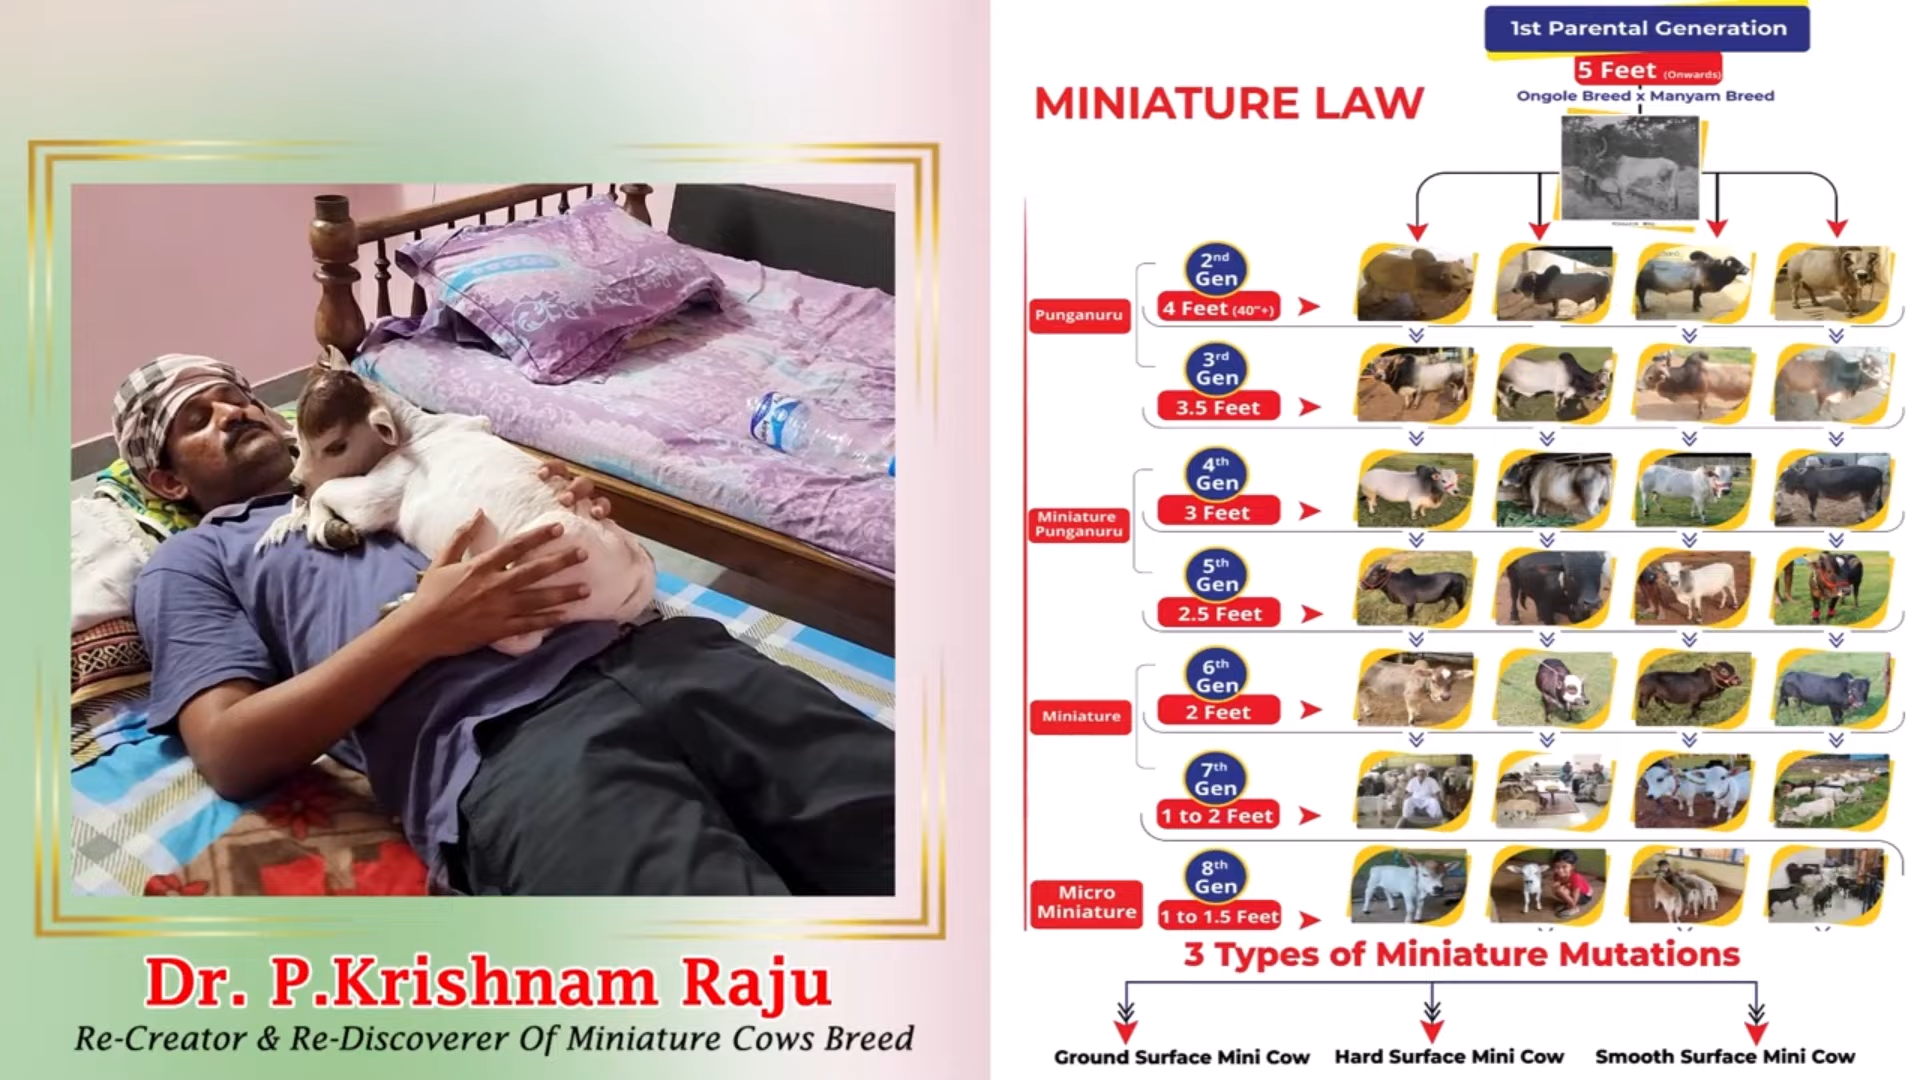 Dr. P.Krishnam Raju
Re-Creator & Re-Discoverer Of Miniature Cows Breed
MINIATURE LAW
1st Parental Generation
5 Feet (Onwards)
Ongole Breed x Manyam Breed
Punganuru
2nd
Gen
4 Feet (40"+)
3rd
Gen
3.5 Feet
Miniature
Punganuru
4th
Gen
3 Feet
5th
Gen
2.5 Feet
Miniature
6th
Gen
2 Feet
7th
Gen
1 to 2 Feet
Micro
Miniature
8th
Gen
1 to 1.5 Feet
3 Types of Miniature Mutations
Ground Surface Mini Cow
Hard Surface Mini Cow
Smooth Surface Mini Cow